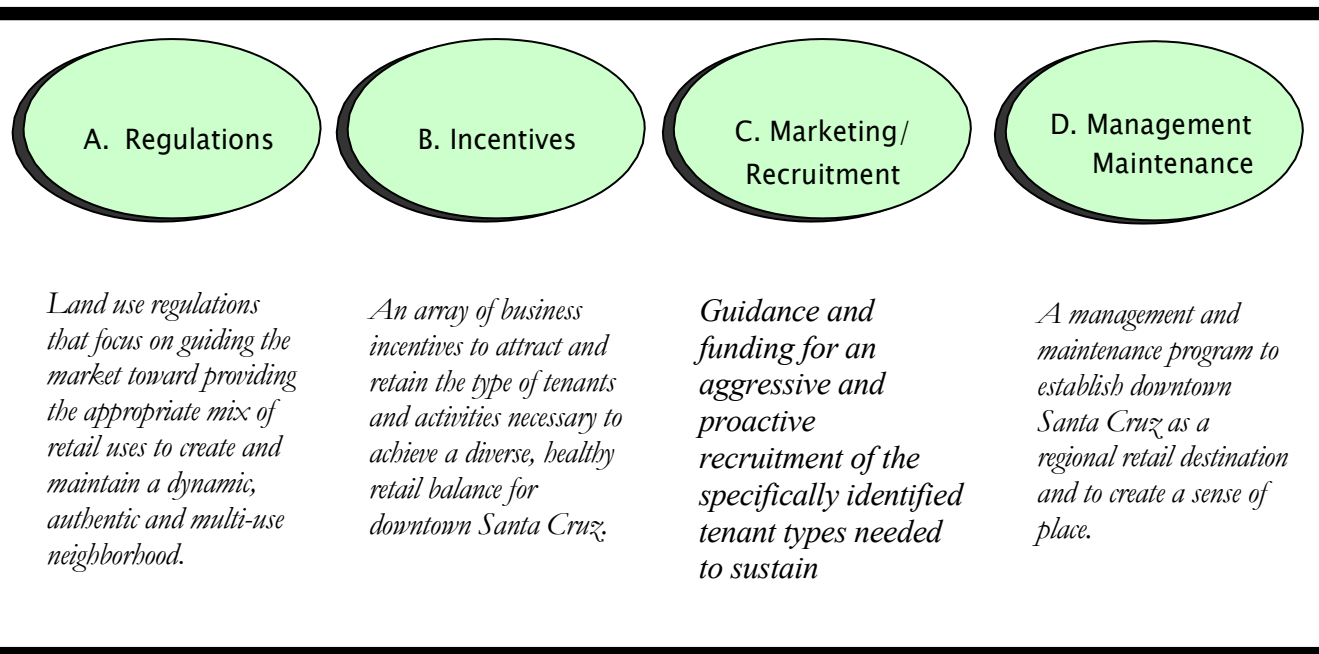 A. Regulations
Land use regulations
that focus on guiding the
market toward providing
the appropriate mix of
retail uses to create and
maintain a dynamic,
authentic and multi-use
neighborhood.
B. Incentives
An array of business
incentives to attract and
retain the type of tenants
and activities necessary to
achieve a diverse, healthy
retail balance for
downtown Santa Cruz.
C. Marketing/
Recruitment
Guidance and
funding for an
aggressive and
proactive
recruitment of the
specifically identified
tenant types needed
to sustain
D. Management
Maintenance
A management and
maintenance program to
establish downtown
Santa Cruz as a
regional retail destination
and to create a sense of
place.